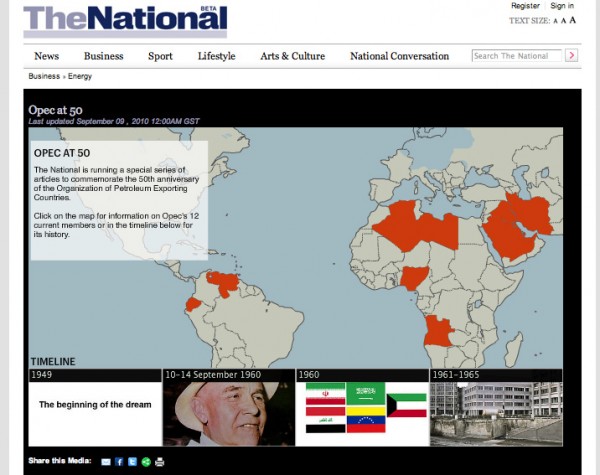 Register Sign in
TheNational
BETA
TEXT SIZE: A A A
News Business Sport Lifestyle Arts & Culture National Conversation Search The National >
Business » Energy
Opec at 50
Last updated September 09 , 2010 12:00AM GST
OPEC AT 50
The National is running a special series of
articles to commemorate the 50th anniversary
of the Organization of Petroleum Exporting
Countries.
Click on the map for information on Opec's 12
current members or in the timeline below for
its history.
TIMELINE
1949 10-14 September 1960 1960 1961-1965
The beginning of the dream
Share this Media: